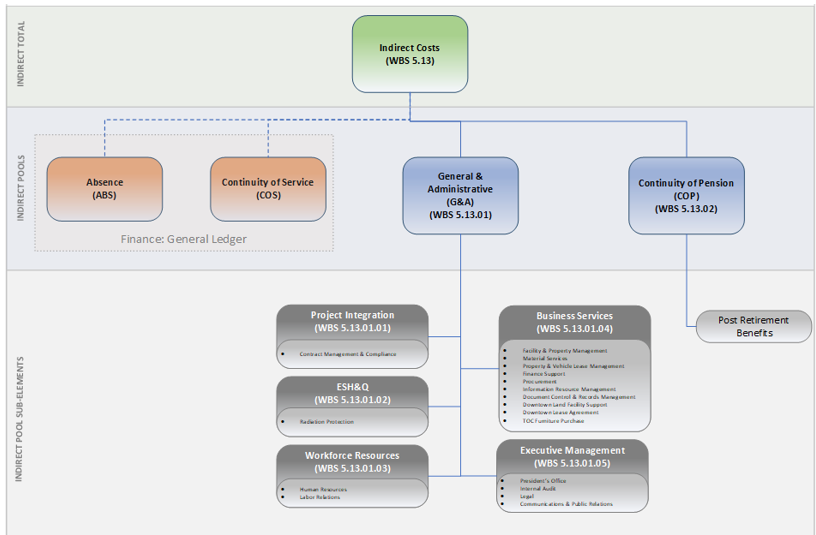 INDIRECT TOTAL
Indirect Costs
(WBS 5.13)
INDIRECT POOLS
Absence
(ABS)
Continuity of Service
(COS)
Finance: General Ledger
General &
Administrative
(G&A)
(WBS 5.13.01)
Continuity of Pension
(COP)
(WBS 5.13.02)
INDIRECT POOL SUB-ELEMENTS
Project Integration
(WBS 5.13.01.01)
• Contract Management & Compliance
ESH&Q
(WBS 5.13.01.02)
• Radiation Protection
Workforce Resources
(WBS 5.13.01.03)
• Human Resources
• Labor Relations
Business Services
(WBS 5.13.01.04)
• Facility & Property Management
• Material Services
• Property & Vehicle Lease Management
• Finance Support
• Procurement
• Information Resource Management
• Document Control & Records Management
• Downtown Land Facility Support
• Downtown Lease Agreement
• TOC Furniture Purchase
Executive Management
(WBS 5.13.01.05)
• President's Office
• Internal Audit
• Legal
• Communications & Public Relations
Post Retirement
Benefits